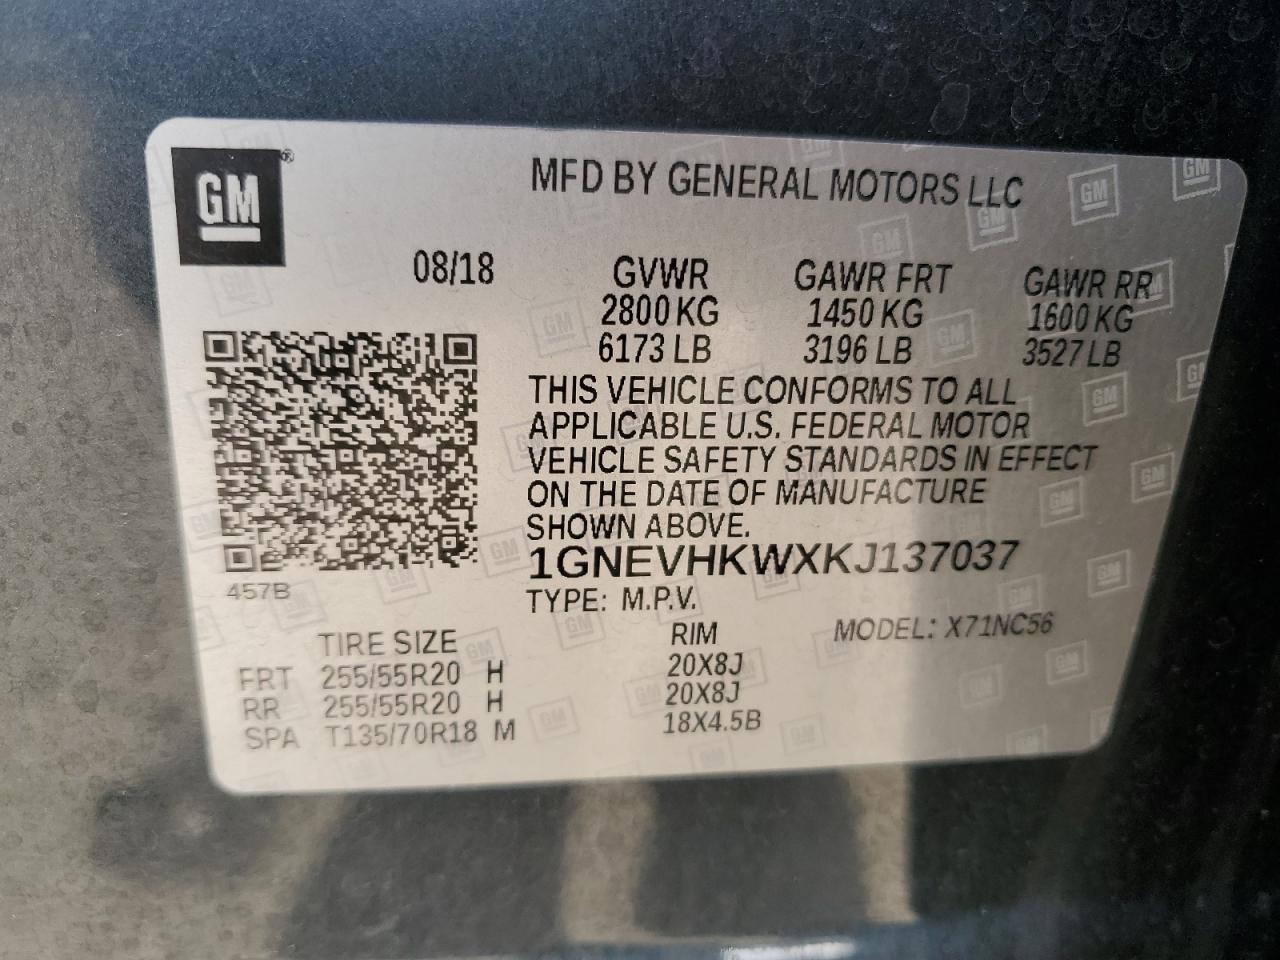 GM ®
MFD BY GENERAL MOTORS LLC
08/18
GVWR GAWR FRT GAWR RR
2800 KG 1450 KG 1600 KG
6173 LB 3196 LB 3527 LB
THIS VEHICLE CONFORMS TO ALL
APPLICABLE U.S. FEDERAL MOTOR
VEHICLE SAFETY STANDARDS IN EFFECT
ON THE DATE OF MANUFACTURE
SHOWN ABOVE.
1GNEVHKWXKJ137037
457B
TYPE: M.P.V.
MODEL: X71NC56
TIRE SIZE RIM
FRT 255/55R20 H 20X8J
RR 255/55R20 H 20X8J
SPA T135/70R18 M 18X4.5B